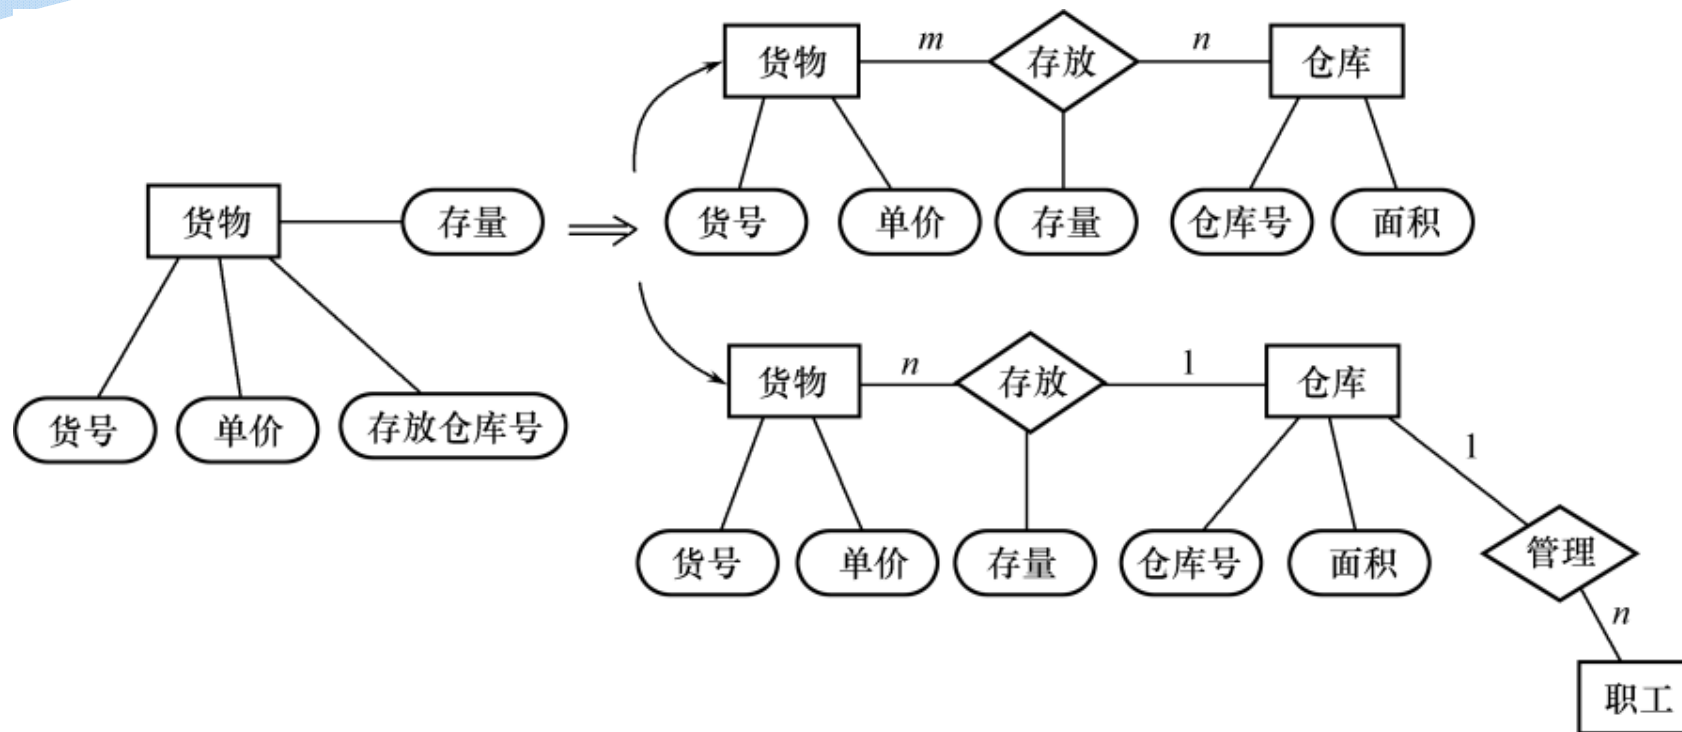 货物 m 存放 n 仓库
货号 单价 存量 仓库号 面积
货物 存量
货号 单价 存放仓库号
货物 n 存放 1 仓库
1
货号 单价 存量 仓库号 面积 管理
n
职工